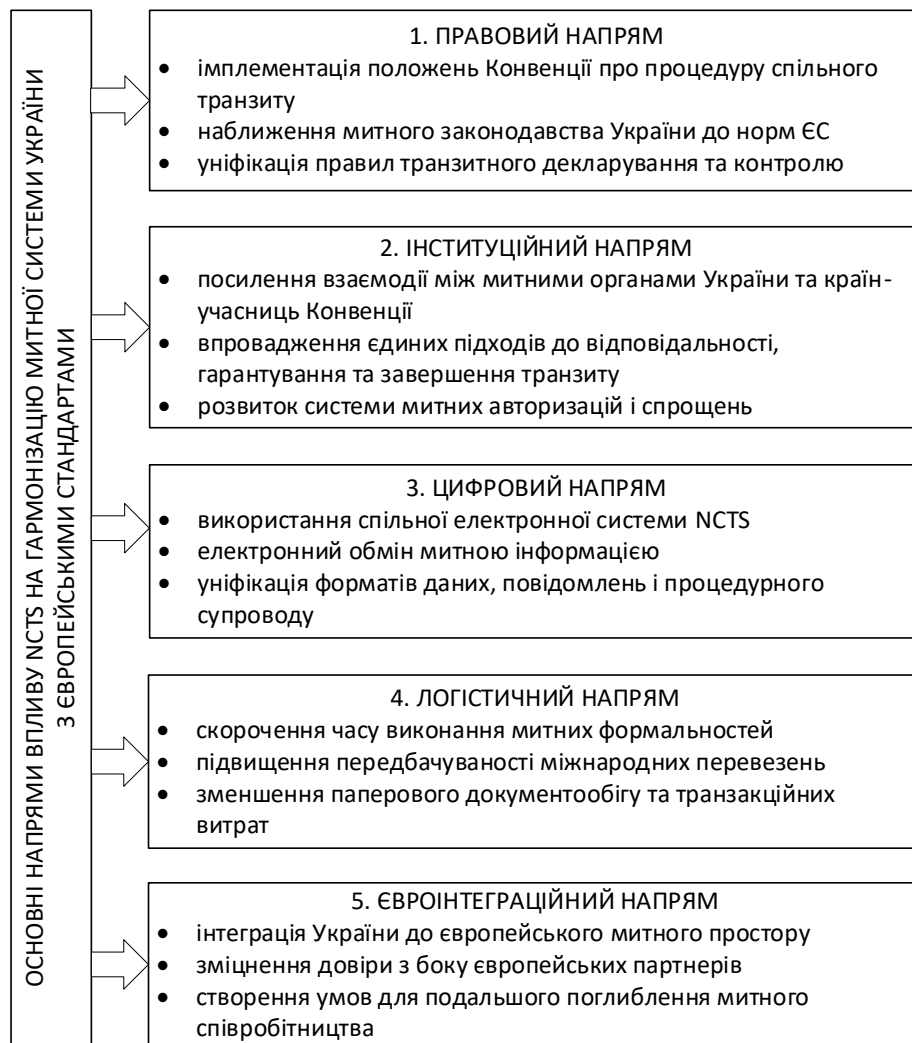 ОСНОВНІ НАПРЯМИ ВПЛИВУ NCTS НА ГАРМОНІЗАЦІЮ МИТНОЇ СИСТЕМИ УКРАЇНИ
З ЄВРОПЕЙСЬКИМИ СТАНДАРТАМИ
1. ПРАВОВИЙ НАПРЯМ
• імплементація положень Конвенції про процедуру спільного
транзиту
• наближення митного законодавства України до норм ЄС
• уніфікація правил транзитного декларування та контролю
2. ІНСТИТУЦІЙНИЙ НАПРЯМ
• посилення взаємодії між митними органами України та країн-
учасниць Конвенції
• впровадження єдиних підходів до відповідальності,
гарантування та завершення транзиту
• розвиток системи митних авторизацій і спрощень
3. ЦИФРОВИЙ НАПРЯМ
• використання спільної електронної системи NCTS
• електронний обмін митною інформацією
• уніфікація форматів даних, повідомлень і процедурного
супроводу
4. ЛОГІСТИЧНИЙ НАПРЯМ
• скорочення часу виконання митних формальностей
• підвищення передбачуваності міжнародних перевезень
• зменшення паперового документообігу та транзакційних
витрат
5. ЄВРОІНТЕГРАЦІЙНИЙ НАПРЯМ
• інтеграція України до європейського митного простору
• зміцнення довіри з боку європейських партнерів
• створення умов для подальшого поглиблення митного
співробітництва